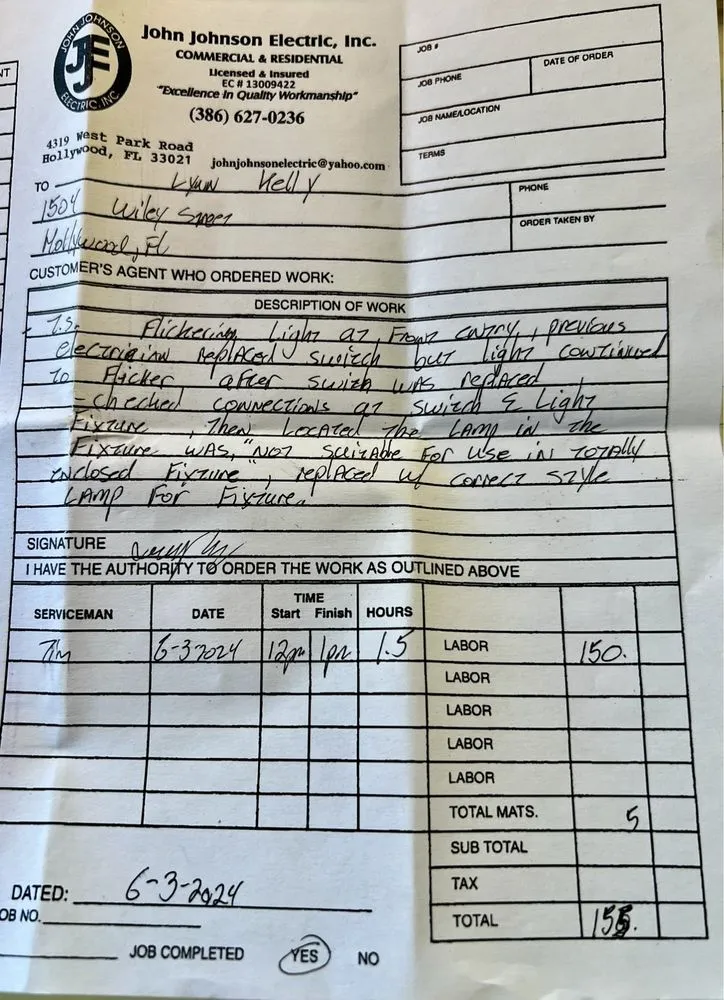 JOHN JOHNSON
JJE
ELECTRIC, INC.
John Johnson Electric, Inc.
COMMERCIAL & RESIDENTIAL
Licensed & Insured
EC # 13009422
"Excellence In Quality Workmanship"
(386) 627-0236
4319 West Park Road
Hollywood, FL 33021
johnjohnsonelectric@yahoo.com
JOB #
JOB PHONE
DATE OF ORDER
JOB NAME/LOCATION
TERMS
TO Lynn Kelly
1504 Wiley Street
Hollywood, FL
PHONE
ORDER TAKEN BY
CUSTOMER'S AGENT WHO ORDERED WORK:
DESCRIPTION OF WORK
- T.S. Flickering Light at Front entry, previous
electrician replaced switch but light continued
to Flicker, after switch was replaced
- checked connections at switch & Light
Fixture, Then Located the LAMP in the
Fixture WAS, "NOT SUITABLE FOR USE IN TOTALLY
Enclosed Fixture", replaced w/ correct style
LAMP For Fixture.
SIGNATURE
I HAVE THE AUTHORITY TO ORDER THE WORK AS OUTLINED ABOVE
SERVICEMAN DATE TIME Start Finish HOURS
Tim 6-3 2024 12pm 1pm 1.5 LABOR 150.
LABOR
LABOR
LABOR
LABOR
TOTAL MATS. 5
SUB TOTAL
TAX
TOTAL 155.
DATED: 6-3-2024
OB NO.
JOB COMPLETED YES NO
NT